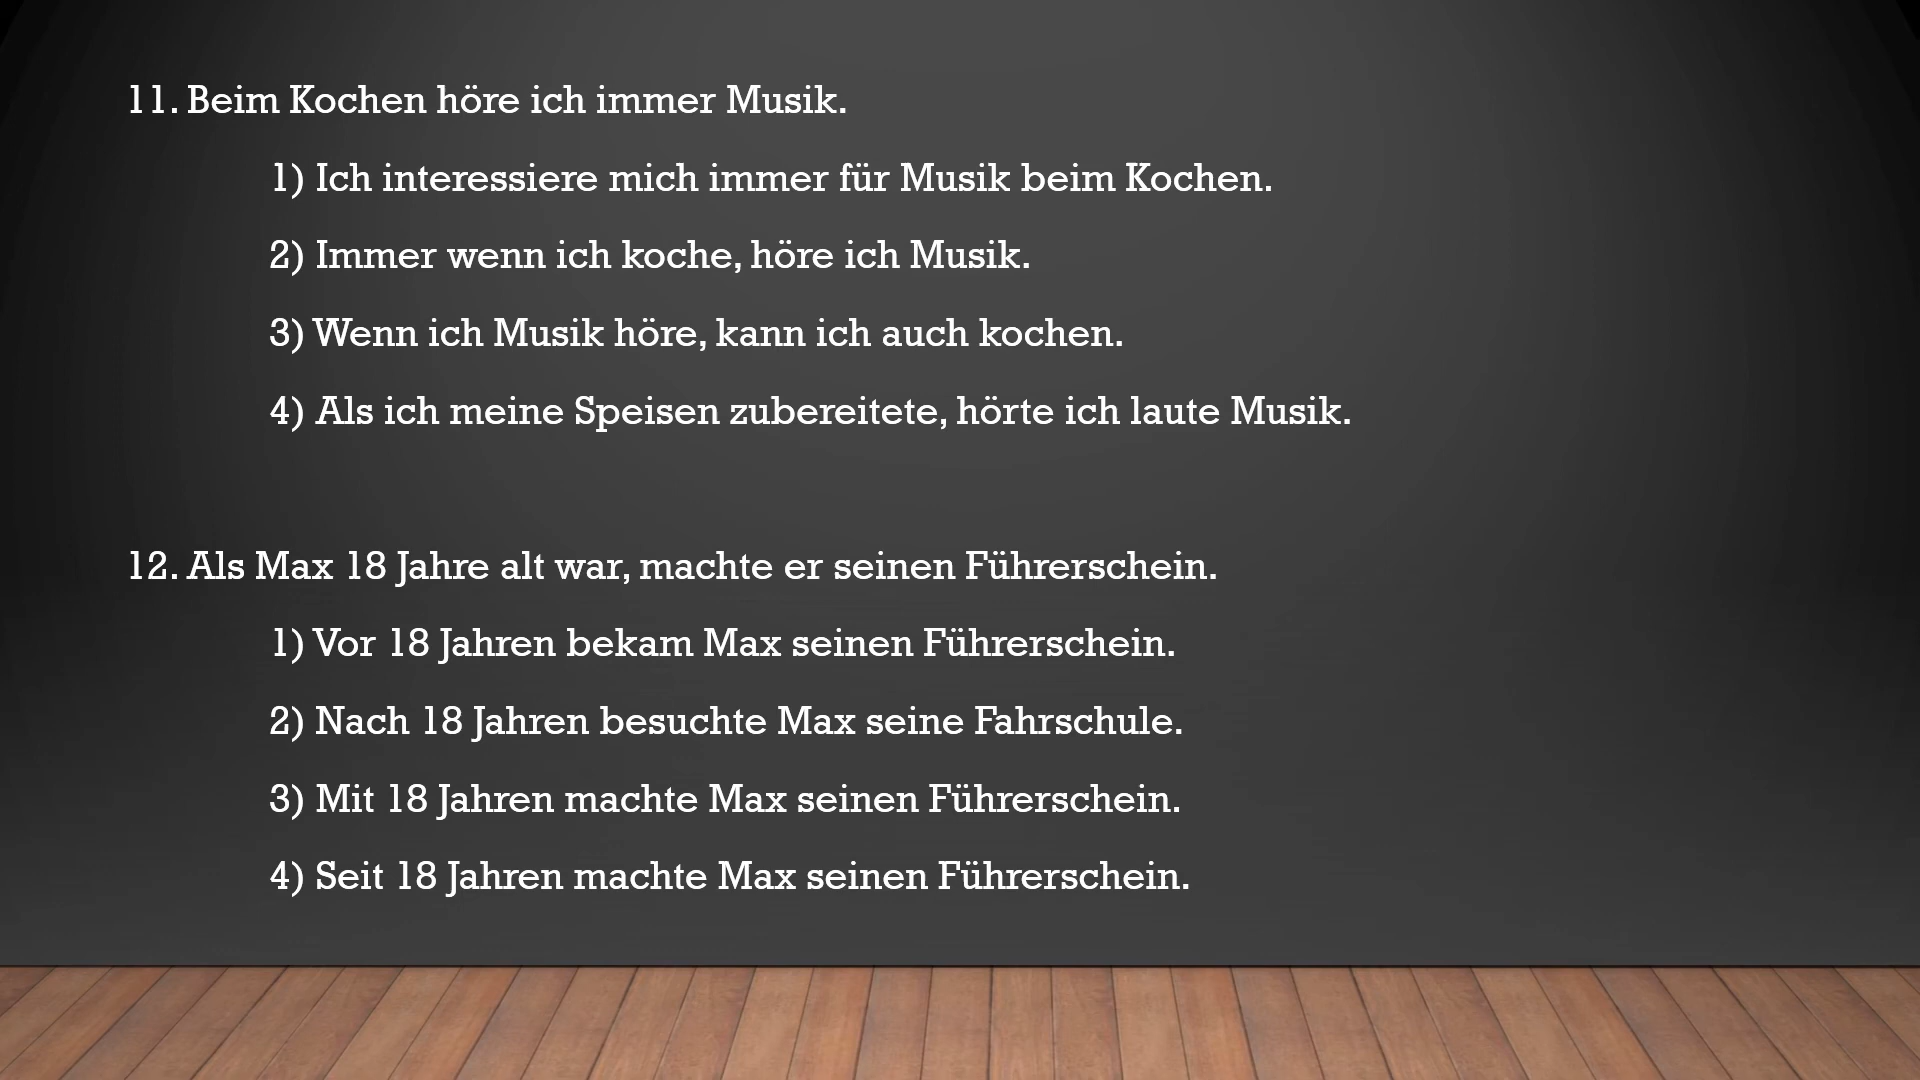 11. Beim Kochen höre ich immer Musik.
1) Ich interessiere mich immer für Musik beim Kochen.
2) Immer wenn ich koche, höre ich Musik.
3) Wenn ich Musik höre, kann ich auch kochen.
4) Als ich meine Speisen zubereitete, hörte ich laute Musik.
12. Als Max 18 Jahre alt war, machte er seinen Führerschein.
1) Vor 18 Jahren bekam Max seinen Führerschein.
2) Nach 18 Jahren besuchte Max seine Fahrschule.
3) Mit 18 Jahren machte Max seinen Führerschein.
4) Seit 18 Jahren machte Max seinen Führerschein.